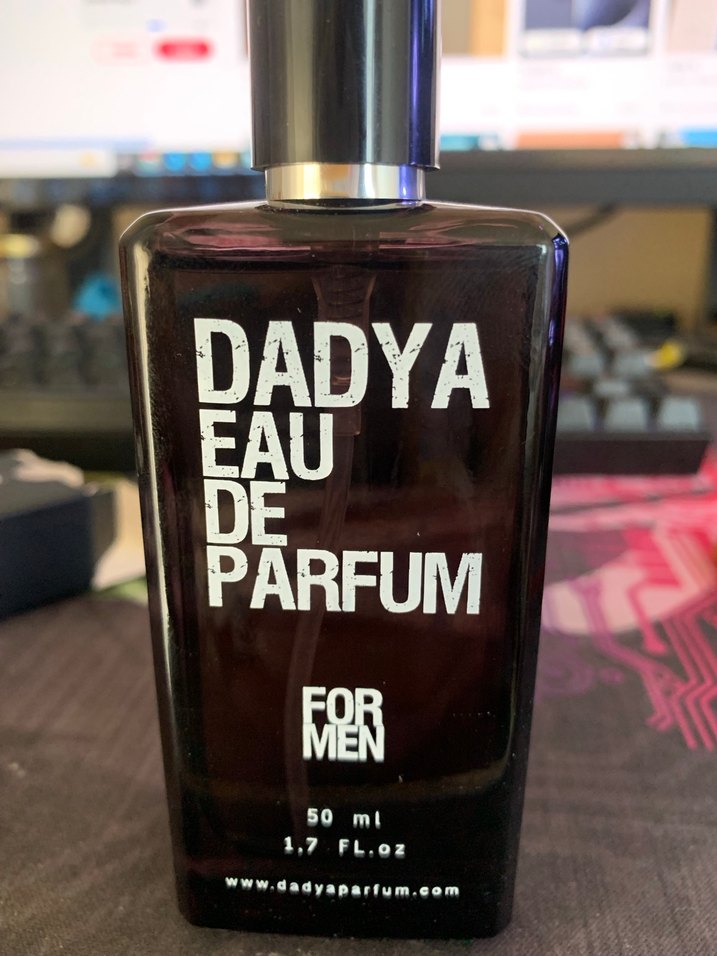 DADYA
EAU
DE
PARFUM
FOR
MEN
50 ml
1,7 FL.oz
www.dadyaparfum.com